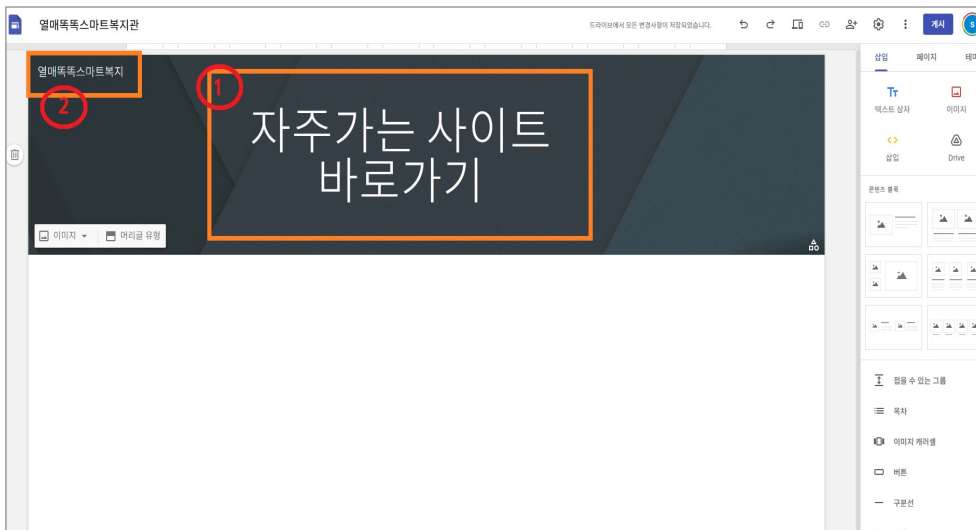 열매똑똑스마트복지관
드라이브에서 모든 변경사항이 저장되었습니다.
게시
S
열매똑똑스마트복지
1
2
자주가는 사이트
바로가기
이미지
머리글 유형
삽입
페이지
테마
Tт
텍스트 상자
이미지
삽입
Drive
콘텐츠 블록
접을 수 있는 그룹
목차
이미지 캐러셀
버튼
구분선